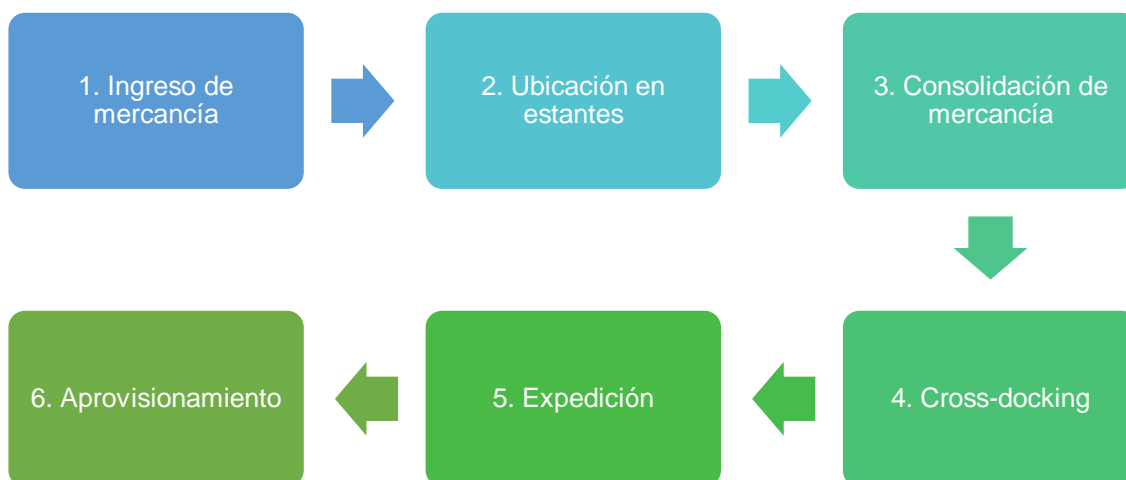 1. Ingreso de
mercancía
2. Ubicación en
estantes
3. Consolidación de
mercancía
4. Cross-docking
5. Expedición
6. Aprovisionamiento